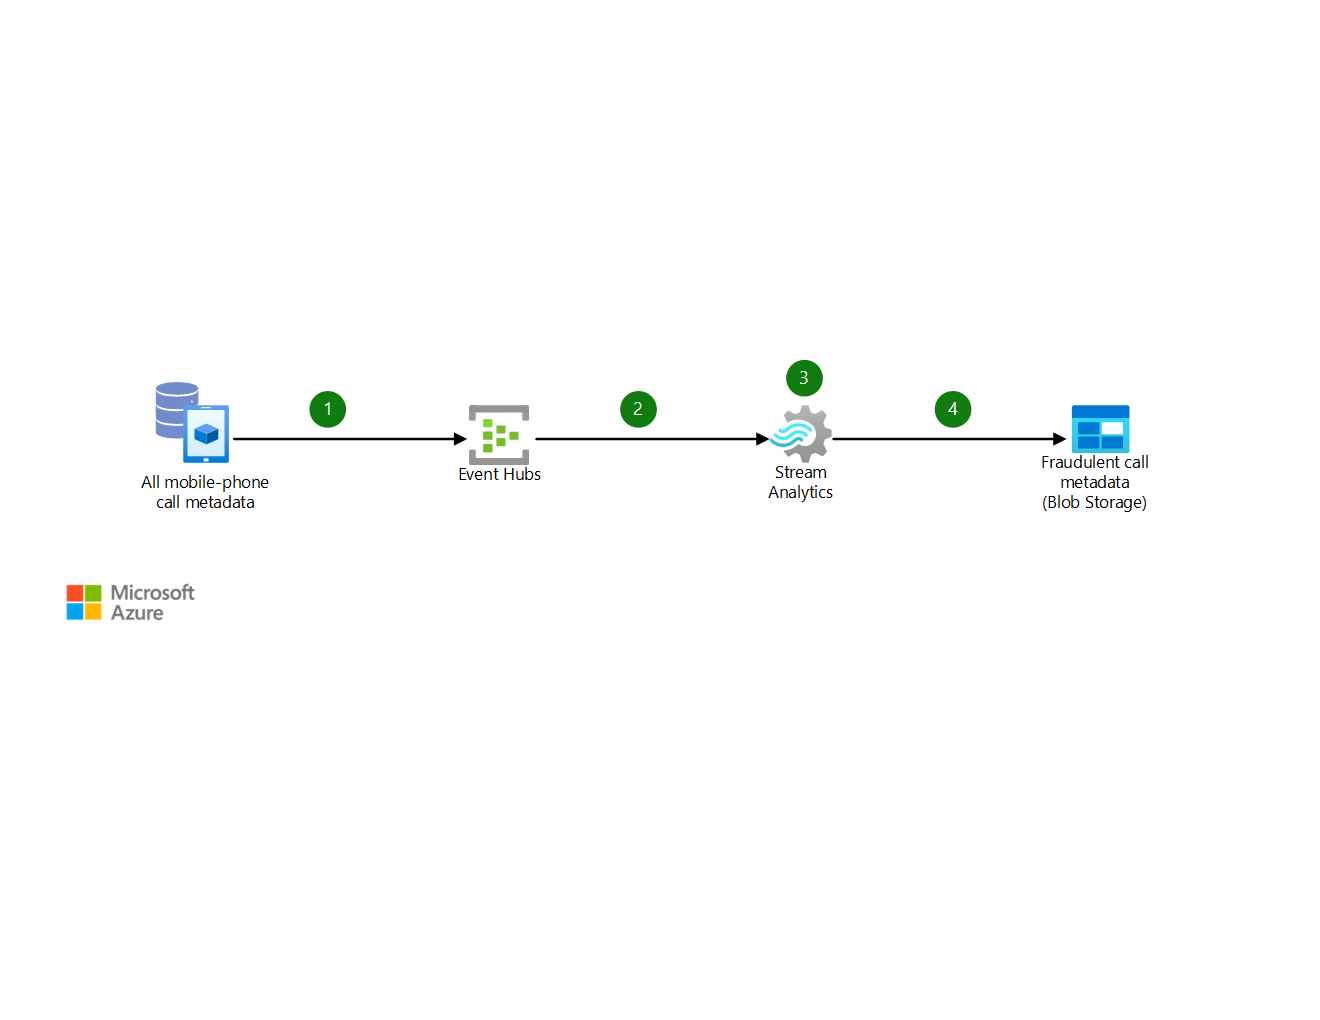 3
1
2
4
All mobile-phone
call metadata
Event Hubs
Stream
Analytics
Fraudulent call
metadata
(Blob Storage)
Microsoft
Azure